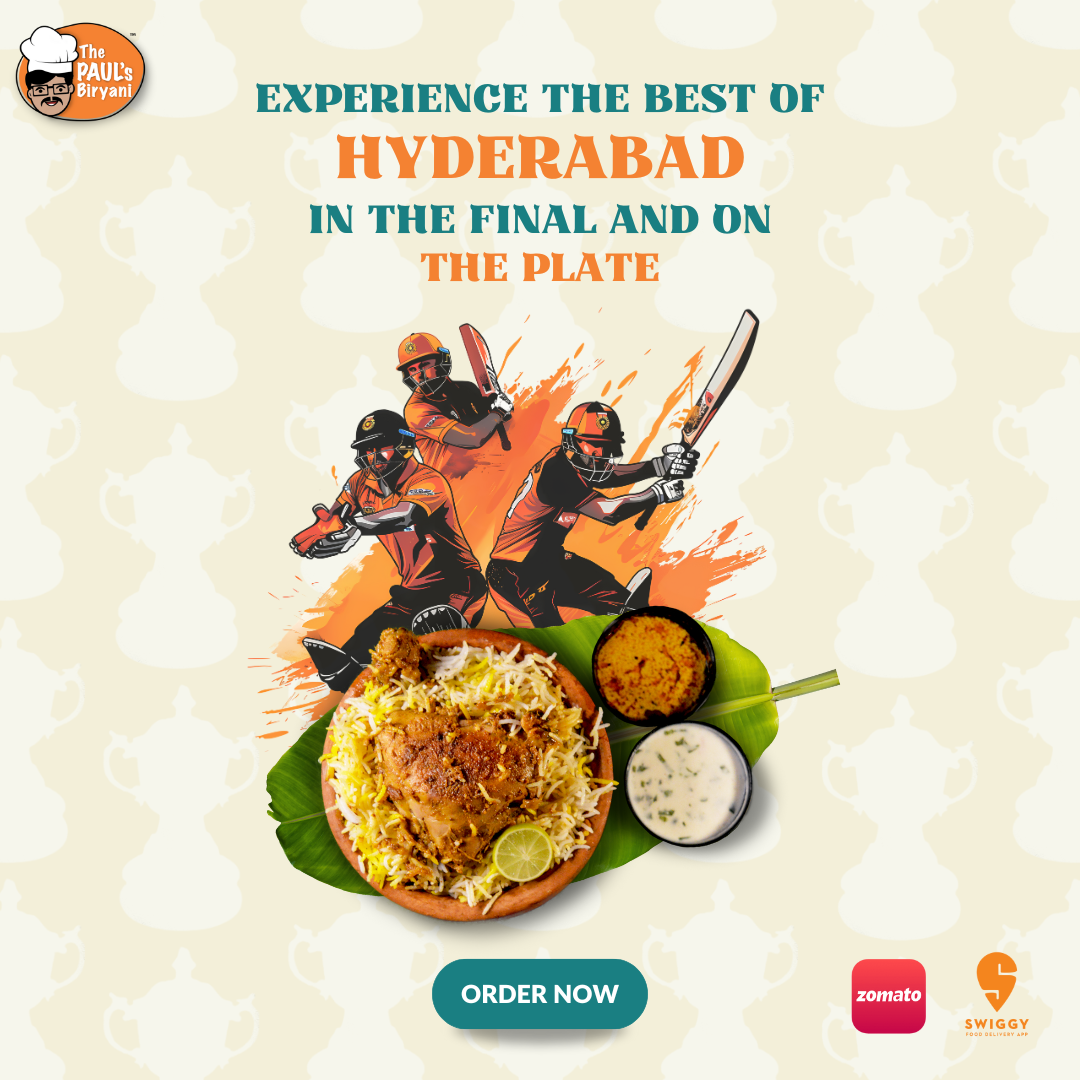 The
PAUL's
Biryani
EXPERIENCE THE BEST OF
HYDERABAD
IN THE FINAL AND ON
THE PLATE
ORDER NOW
zomato
SWIGGY
FOOD DELIVERY APP